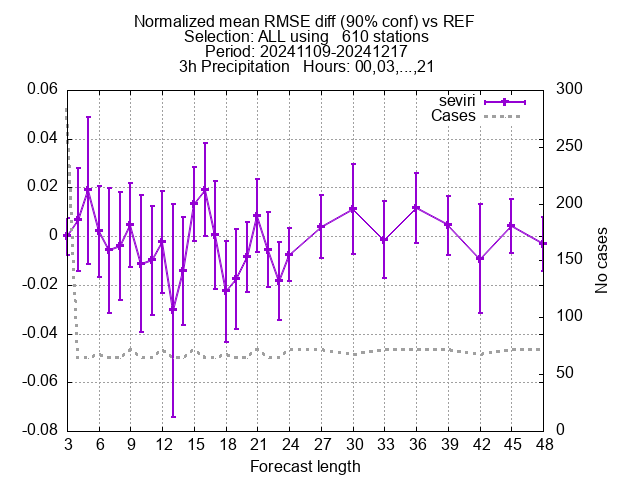 Normalized mean RMSE diff (90% conf) vs REF
Selection: ALL using   610 stations
Period: 20241109-20241217
3h Precipitation   Hours: 00,03,...,21
seviri
Cases
0.06
0.04
0.02
0
-0.02
-0.04
-0.06
-0.08
300
250
200
150
100
50
0
No cases
3 6 9 12 15 18 21 24 27 30 33 36 39 42 45 48
Forecast length